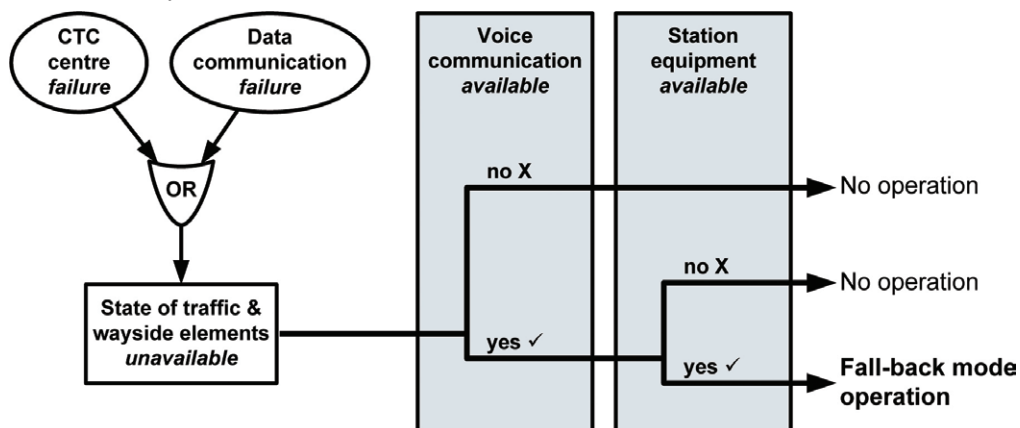 CTC
centre
failure
Data
communication
failure
OR
State of traffic &
wayside elements
unavailable
Voice
communication
available
Station
equipment
available
no X
No operation
no X
No operation
yes ✓
yes ✓
Fall-back mode
operation